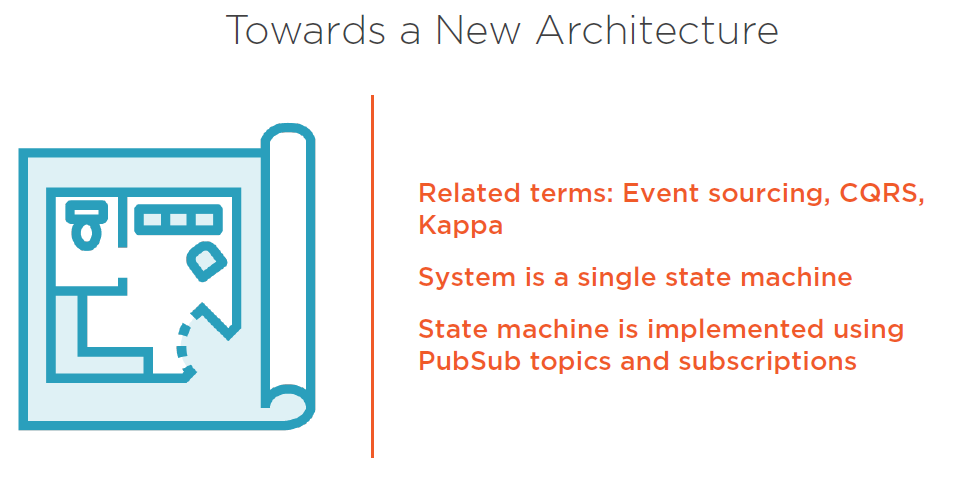 Towards a New Architecture
Related terms: Event sourcing, CQRS,
Kappa
System is a single state machine
State machine is implemented using
PubSub topics and subscriptions